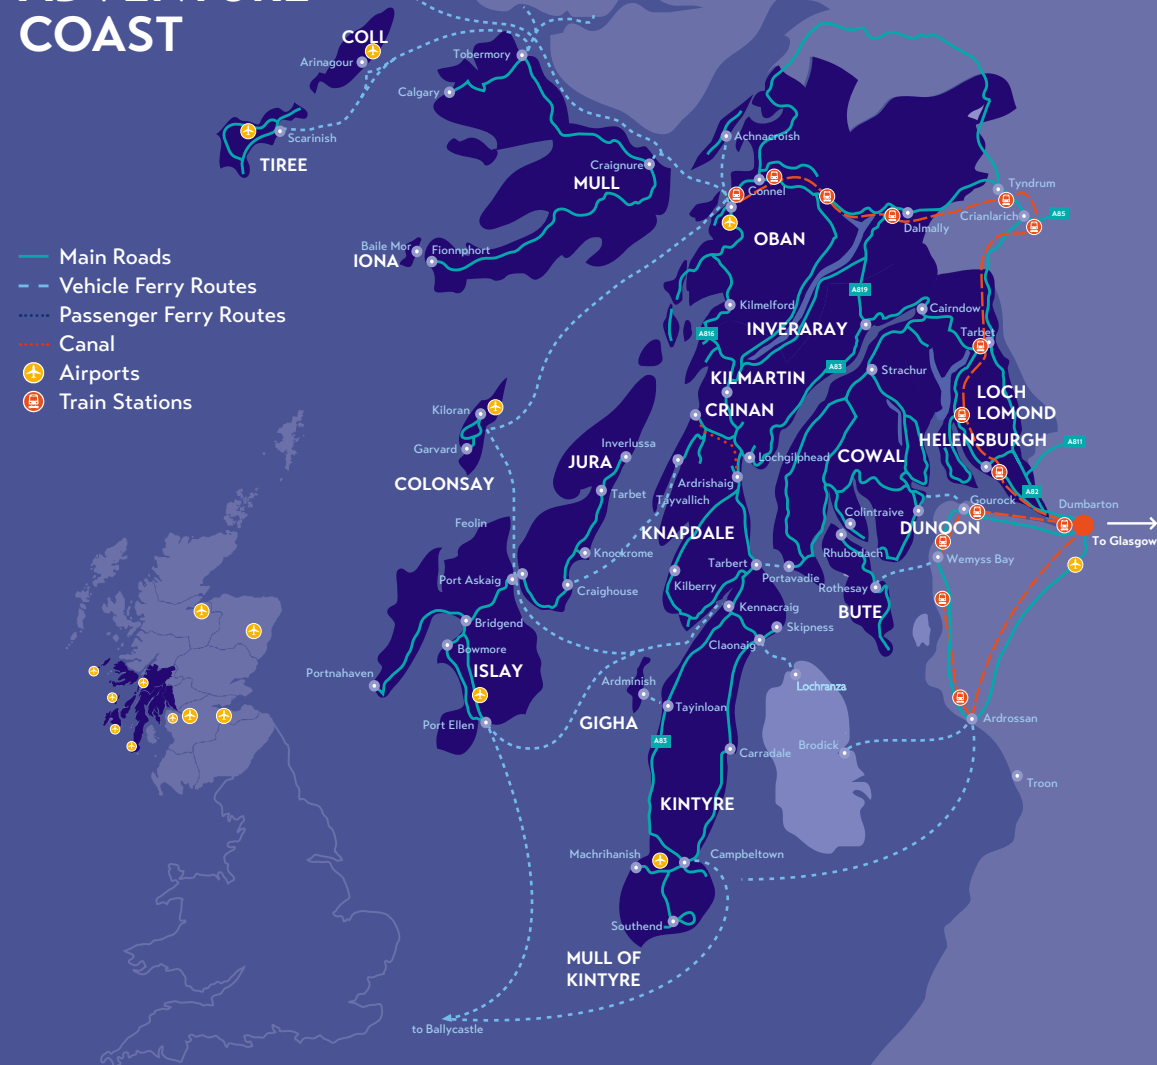 COAST
COLL
Arinagour
Scarinish
TIREE
Tobermory
Calgary
Craignure
MULL
Baile Mor
Fionnphort
IONA
Achnacroish
Connel
OBAN
Dalmally
Tyndrum
Crianlarich
A85
Main Roads
Vehicle Ferry Routes
Passenger Ferry Routes
Canal
Airports
Train Stations
Kilmelford
A819
A816
INVERARAY
Cairndow
Tarbet
A83
Strachur
KILMARTIN
CRINAN
LOCH
LOMOND
HELENSBURGH
A811
Kiloran
Garvard
COLONSAY
Inverlussa
JURA
Tarbet
Lochgilphead
COWAL
Ardrishaig
Tayvallich
A82
Gourock
Dumbarton
Colintraive
DUNOON
To Glasgow
KNAPDALE
Feolin
Knockrome
Rhubodach
Wemyss Bay
Port Askaig
Craighouse
Kilberry
Tarbert
Portavadie
Rothesay
BUTE
Kennacraig
Skipness
Claonaig
Bridgend
Bowmore
ISLAY
Portnahaven
Port Ellen
Ardminish
GIGHA
Tayinloan
Lochranza
A83
Carradale
Brodick
Ardrossan
Troon
KINTYRE
Machrihanish
Campbeltown
Southend
MULL OF
KINTYRE
to Ballycastle